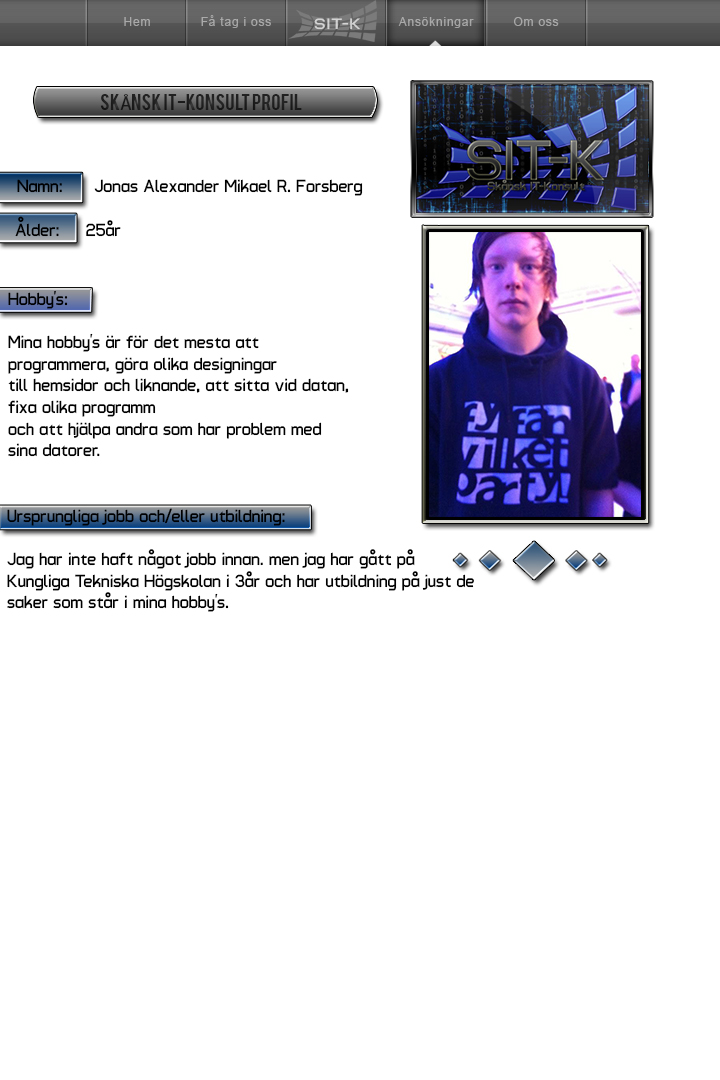 Hem
Få tag i oss
SIT-K
Ansökningar
Om oss
SKÅNSK IT-KONSULT PROFIL
SIT-K
Skånsk IT-Konsult
Namn:
Jonas Alexander Mikael R. Forsberg
Ålder:
25år
Hobby's:
Mina hobby's är för det mesta att
programmera, göra olika designingar
till hemsidor och liknande, att sitta vid datan,
fixa olika programm
och att hjälpa andra som har problem med
sina datorer.
vilket
party!
Ursprungliga jobb och/eller utbildning:
Jag har inte haft något jobb innan. men jag har gått på
Kungliga Tekniska Högskolan i 3år och har utbildning på just de
saker som står i mina hobby's.